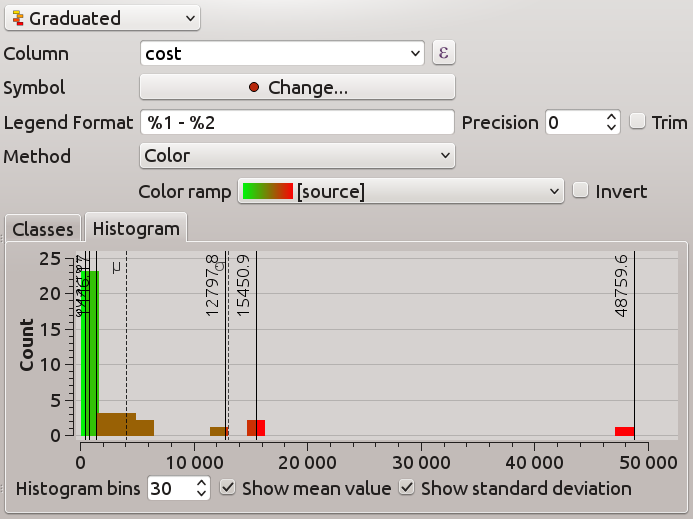 Graduated
Column cost ε
Symbol Change...
Legend Format %1 - %2 Precision 0 Trim
Method Color
Color ramp [source] Invert
Classes Histogram
μ σ
12797.8 15450.9 48759.6
25
20
15
10
5
0
Count
0 10 000 20 000 30 000 40 000 50 000
Histogram bins 30 Show mean value Show standard deviation